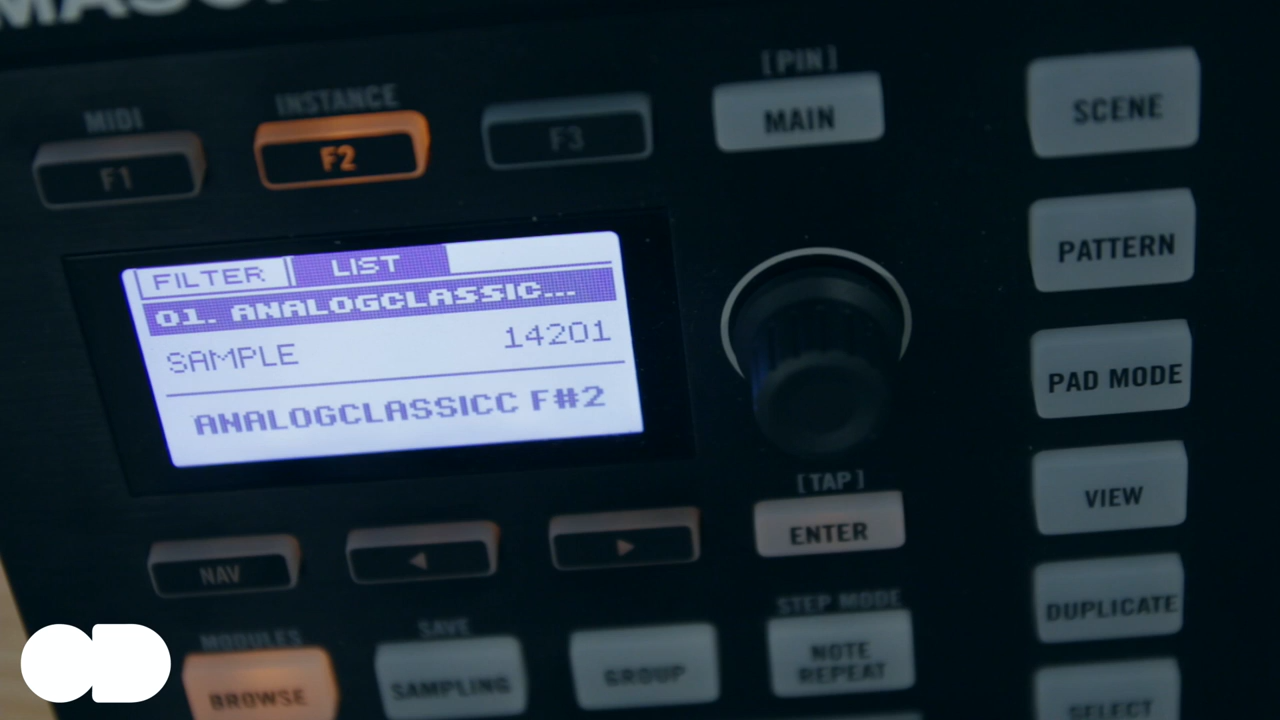 [PIN]
MIDI
INSTANCE
F1
F2
F3
MAIN
SCENE
FILTER
LIST
01. ANALOGCLASSIC...
SAMPLE 14201
ANALOGCLASSICC F#2
PATTERN
PAD MODE
[TAP]
ENTER
VIEW
NAV
STEP MODE
DUPLICATE
MODULES
SAVE
BROWSE
SAMPLING
GROUP
NOTE
REPEAT
SELECT